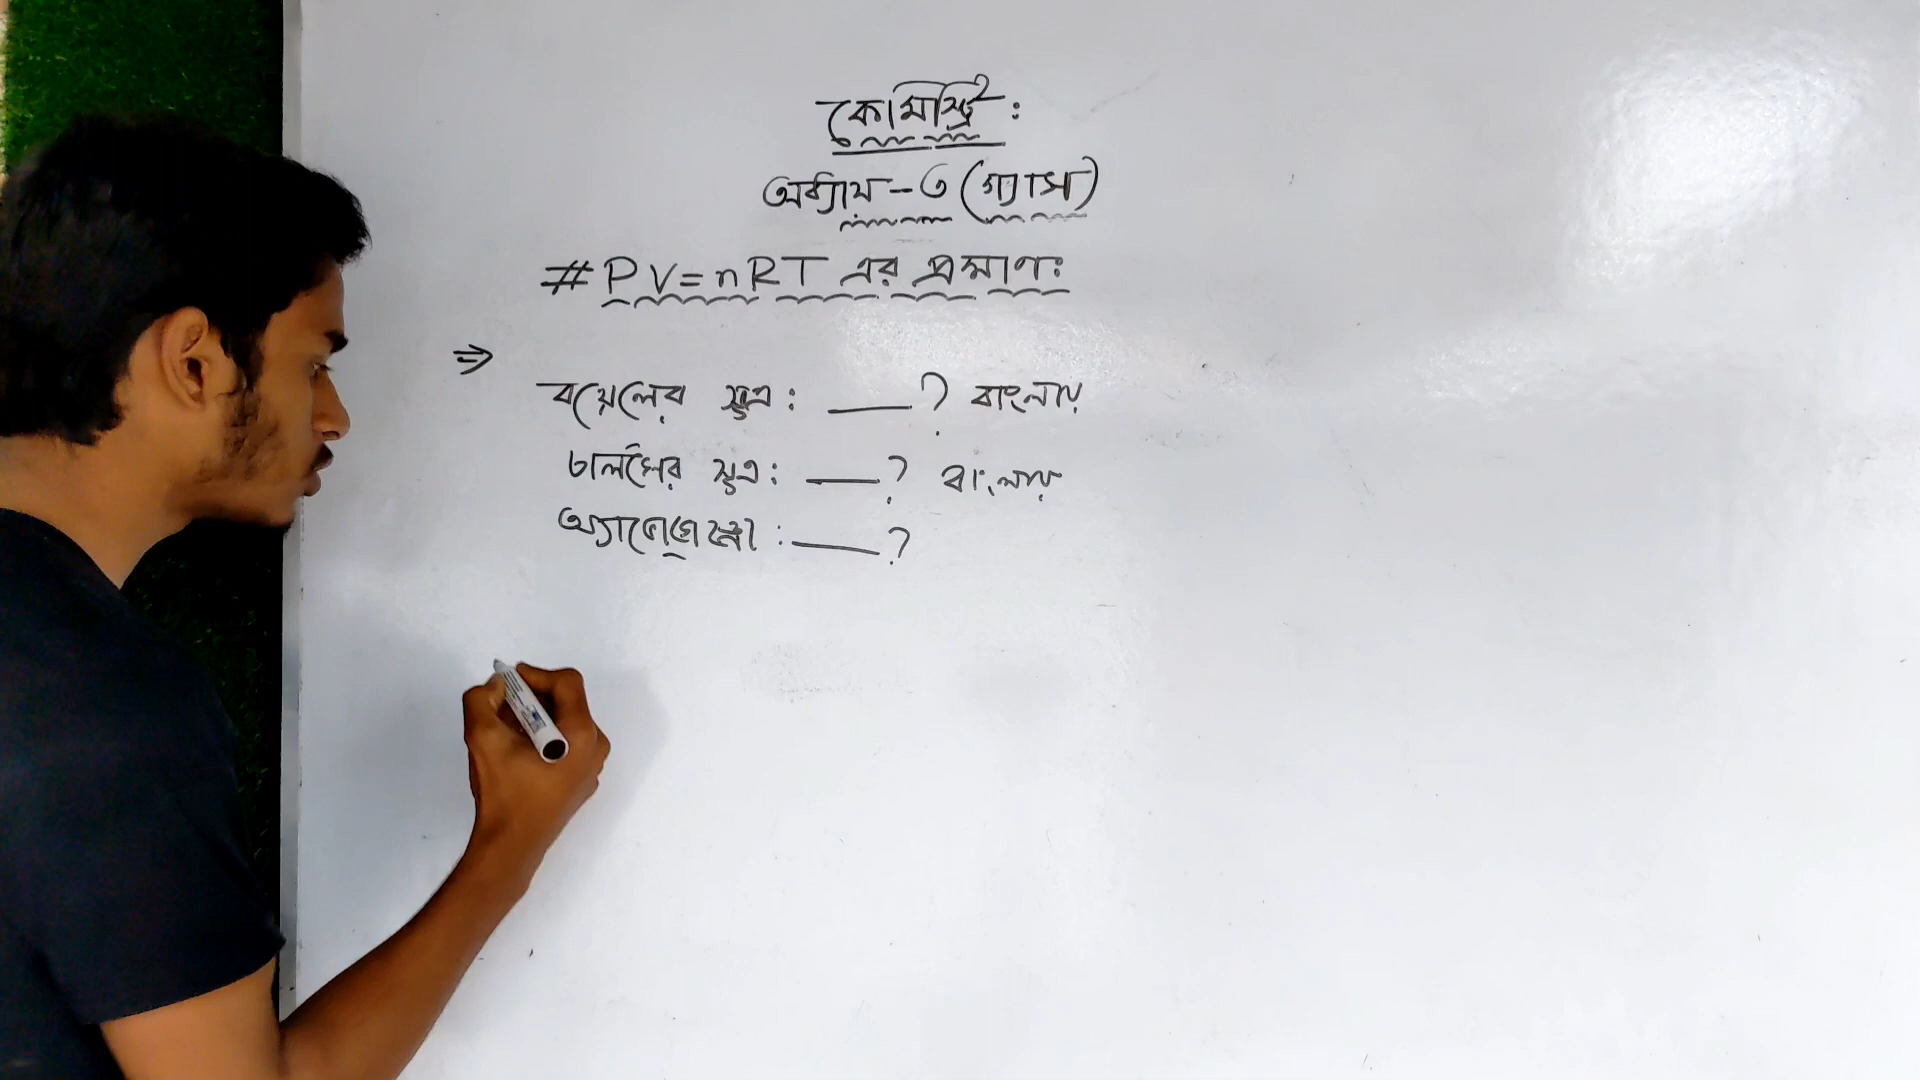 কেমিস্ট্রি :
অধ্যায় - ৩ (গ্যাস)
# PV = nRT এর প্রমাণঃ
⇒
বয়েলের সূত্র : ___ ? বাংলায়
চার্লসের সূত্র : ___ ? বাংলায়
অ্যাভোগেড্রো : ___ ?